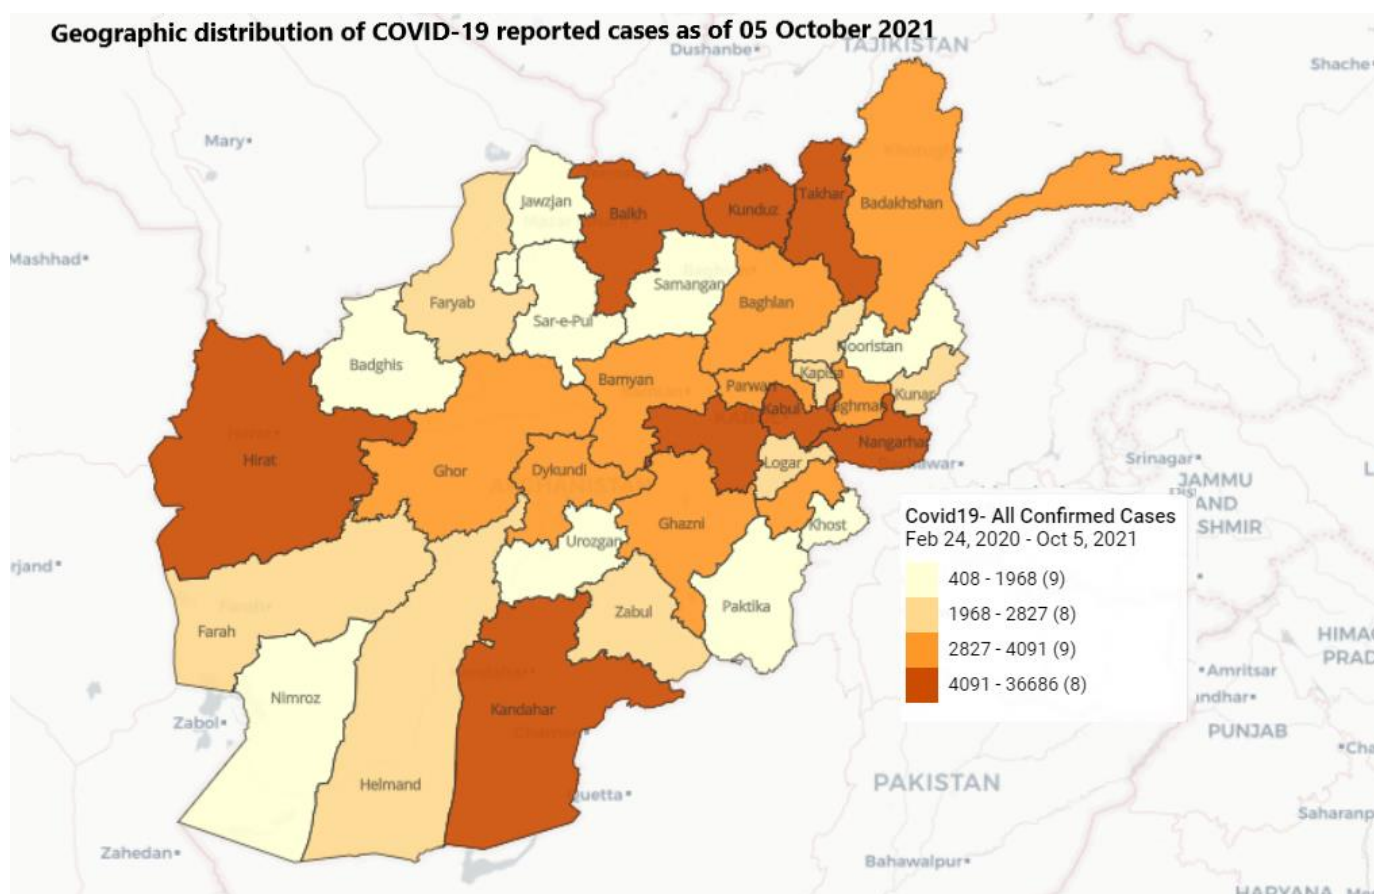 Geographic distribution of COVID-19 reported cases as of 05 October 2021
Dushanbe
TAJIKISTAN
Shache
Mary
Jawzjan
Balkh
Kunduz
Takhar
Badakhshan
Mashhad
Samangan
Faryab
Baghlan
Sar-e-Pul
Nooristan
Badghis
Kapisa
Bamyan
Parwan
Kunar
Kabul
ghman
Hirat
Nangarha
Ghor
Dykundi
Logar
Srinagar
JAMMU
AND
SHMIR
Ghazni
Khost
Urozgan
rjand
Covid19- All Confirmed Cases
Feb 24, 2020 - Oct 5, 2021
408 - 1968 (9)
1968 - 2827 (8)
2827 - 4091 (9)
4091 - 36686 (8)
Zabul
Paktika
Farah
HIMA
PRAD
Amritsar
Nimroz
ndhar
Kandahar
Zabol
PUNJAB
Cha
Helmand
PAKISTAN
uetta
Saharanp
Zahedan
Bahawalpur
HARYANA